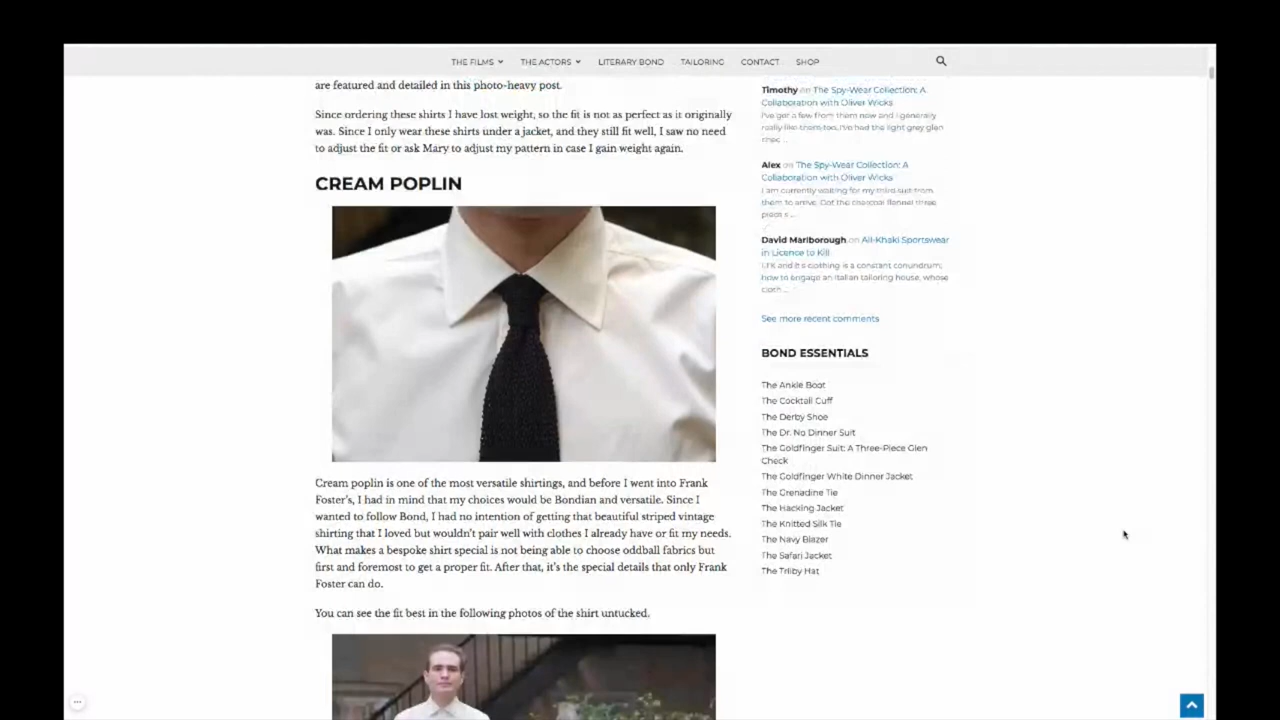 THE FILMS THE ACTORS LITERARY BOND TAILORING CONTACT SHOP
are featured and detailed in this photo-heavy post.
Since ordering these shirts I have lost weight, so the fit is not as perfect as it originally
was. Since I only wear these shirts under a jacket, and they still fit well, I saw no need
to adjust the fit or ask Mary to adjust my pattern in case I gain weight again.
CREAM POPLIN
Cream poplin is one of the most versatile shirtings, and before I went into Frank
Foster's, I had in mind that my choices would be Bondian and versatile. Since I
wanted to follow Bond, I had no intention of getting that beautiful striped vintage
shirting that I loved but wouldn't pair well with clothes I already have or fit my needs.
What makes a bespoke shirt special is not being able to choose oddball fabrics but
first and foremost to get a proper fit. After that, it's the special details that only Frank
Foster can do.
You can see the fit best in the following photos of the shirt untucked.
Timothy on The Spy-Wear Collection: A
Collaboration with Oliver Wicks
I've got a few from them now and I generally
really like them too. I've had the light grey glen
chec ...
Alex on The Spy-Wear Collection: A
Collaboration with Oliver Wicks
I am currently waiting for my third suit from
them to arrive. Got the charcoal flannel three
piece s ...
David Marlborough on All-Khaki Sportswear
in Licence to Kill
LTK and it's clothing is a constant conundrum;
how to engage an Italian tailoring house, whose
cloth ...
See more recent comments
BOND ESSENTIALS
The Ankle Boot
The Cocktail Cuff
The Derby Shoe
The Dr. No Dinner Suit
The Goldfinger Suit: A Three-Piece Glen
Check
The Goldfinger White Dinner Jacket
The Grenadine Tie
The Hacking Jacket
The Knitted Silk Tie
The Navy Blazer
The Safari Jacket
The Trilby Hat